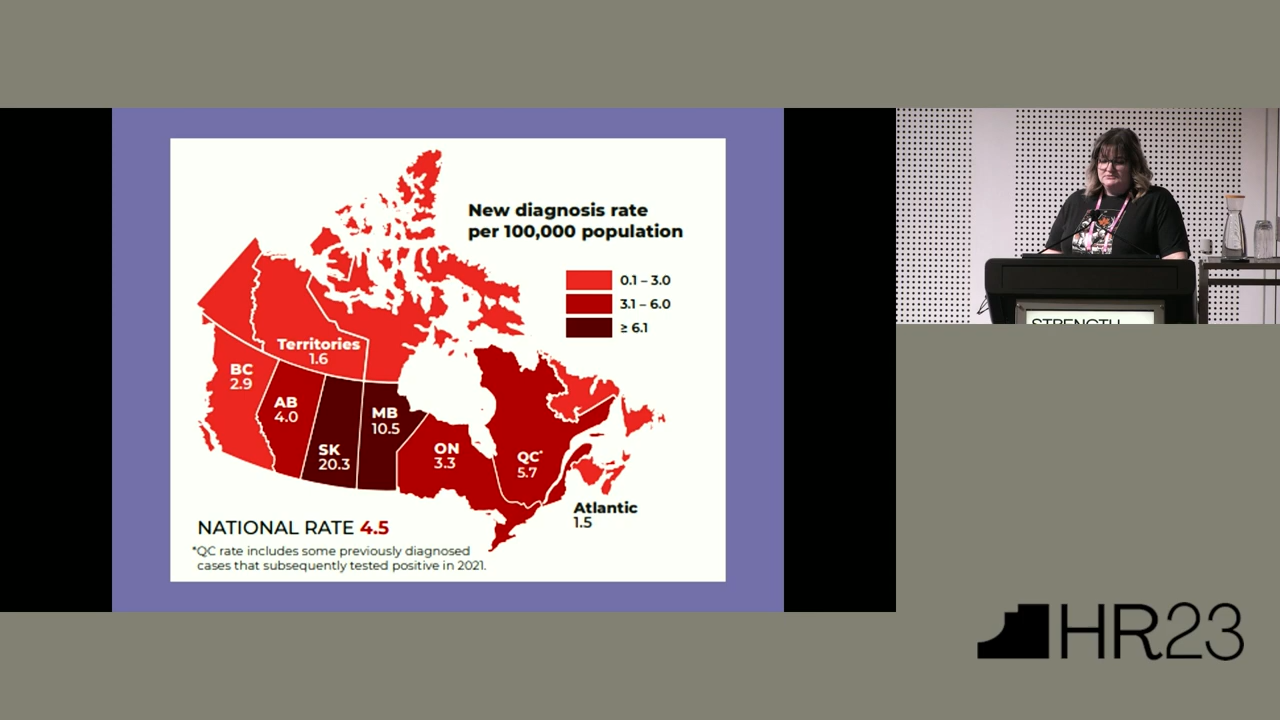 New diagnosis rate
per 100,000 population
0.1 – 3.0
3.1 – 6.0
≥ 6.1
Territories
1.6
BC
2.9
AB
4.0
SK
20.3
MB
10.5
ON
3.3
QC*
5.7
Atlantic
1.5
NATIONAL RATE 4.5
*QC rate includes some previously diagnosed
cases that subsequently tested positive in 2021.
STRENGTH
HR23